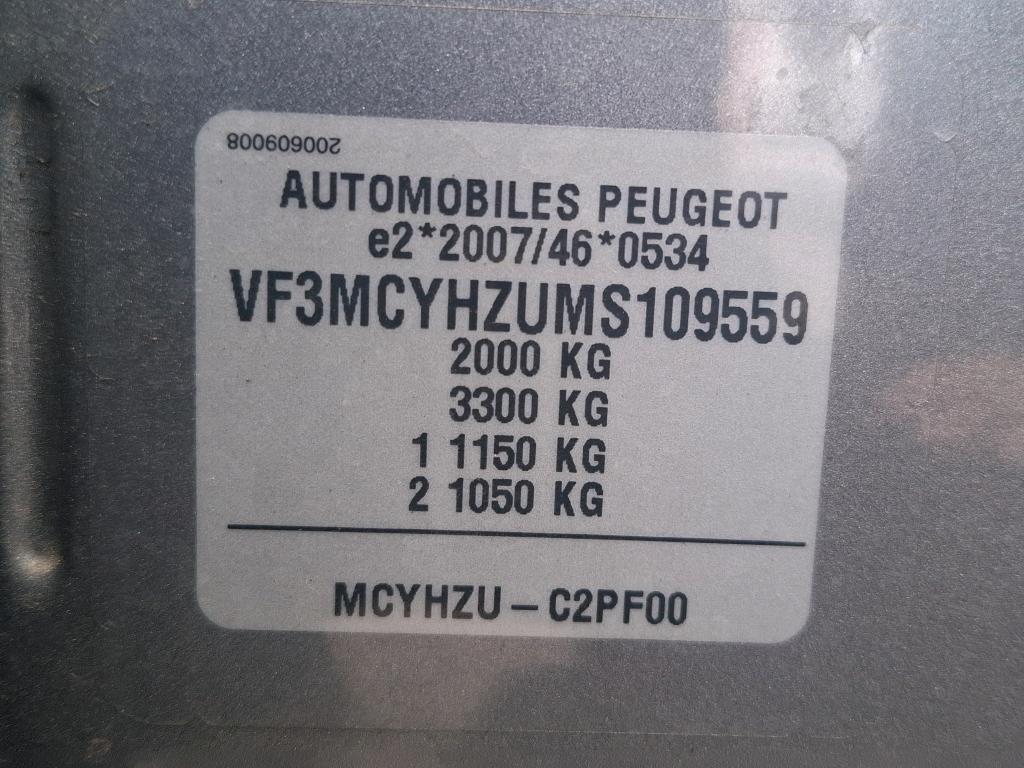 200609008
AUTOMOBILES PEUGEOT
e2*2007/46*0534
VF3MCYHZUMS109559
2000 KG
3300 KG
1 1150 KG
2 1050 KG
MCYHZU – C2PF00